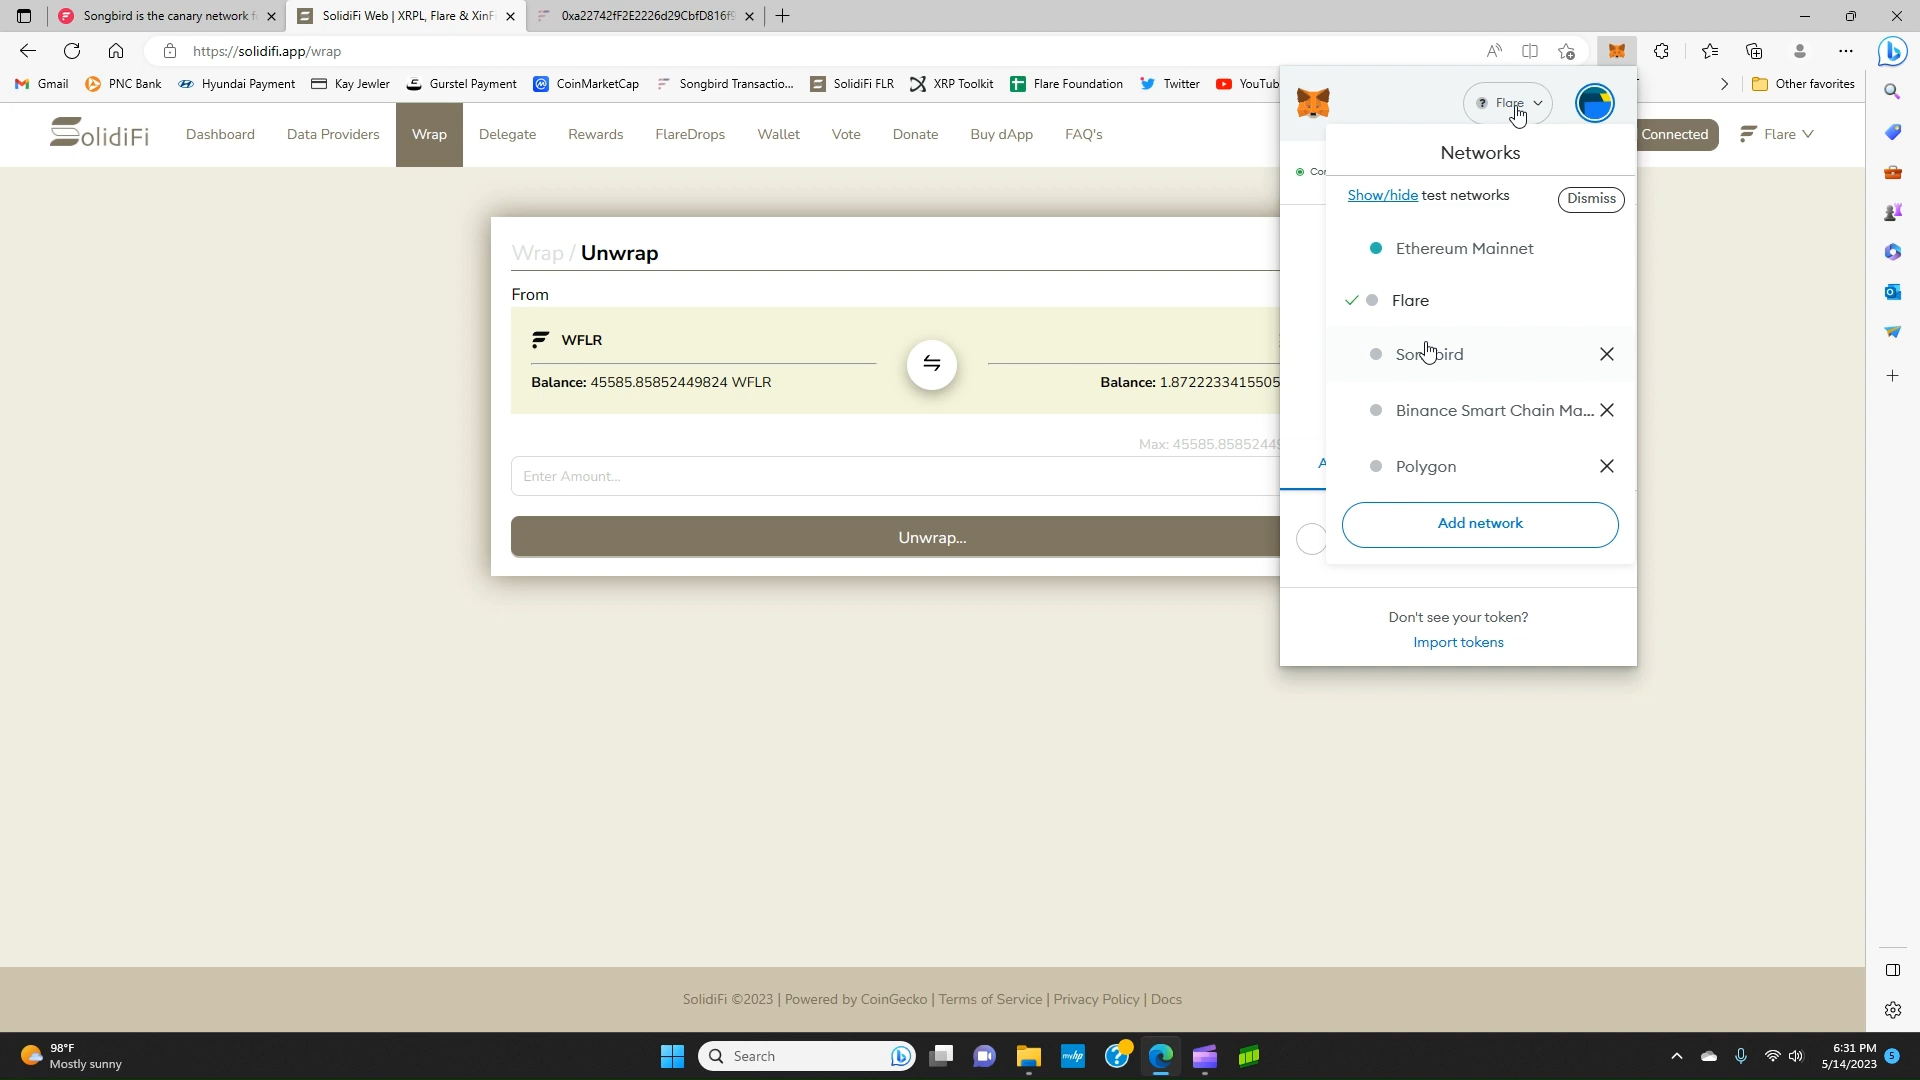 Songbird is the canary network f
SolidiFi Web | XRPL, Flare & XinFi
0xa22742fF2E2226d29CbfD816f9
https://solidifi.app/wrap
Gmail
PNC Bank
Hyundai Payment
Kay Jewler
Gurstel Payment
CoinMarketCap
Songbird Transactio...
SolidiFi FLR
XRP Toolkit
Flare Foundation
Twitter
YouTub
Other favorites
SolidiFi
Dashboard
Data Providers
Wrap
Delegate
Rewards
FlareDrops
Wallet
Vote
Donate
Buy dApp
FAQ's
Connected
Flare
Wrap / Unwrap
From
WFLR
Balance: 45585.85852449824 WFLR
Balance: 1.8722233415505
Max: 45585.85852449
Enter Amount...
Unwrap...
Flare
Networks
Show/hide test networks
Dismiss
Ethereum Mainnet
Flare
Binance Smart Chain Ma...
Polygon
Add network
Don't see your token?
Import tokens
SolidiFi ©2023 | Powered by CoinGecko | Terms of Service | Privacy Policy | Docs
98°F
Mostly sunny
Search
myhp
6:31 PM
5/14/2023
5